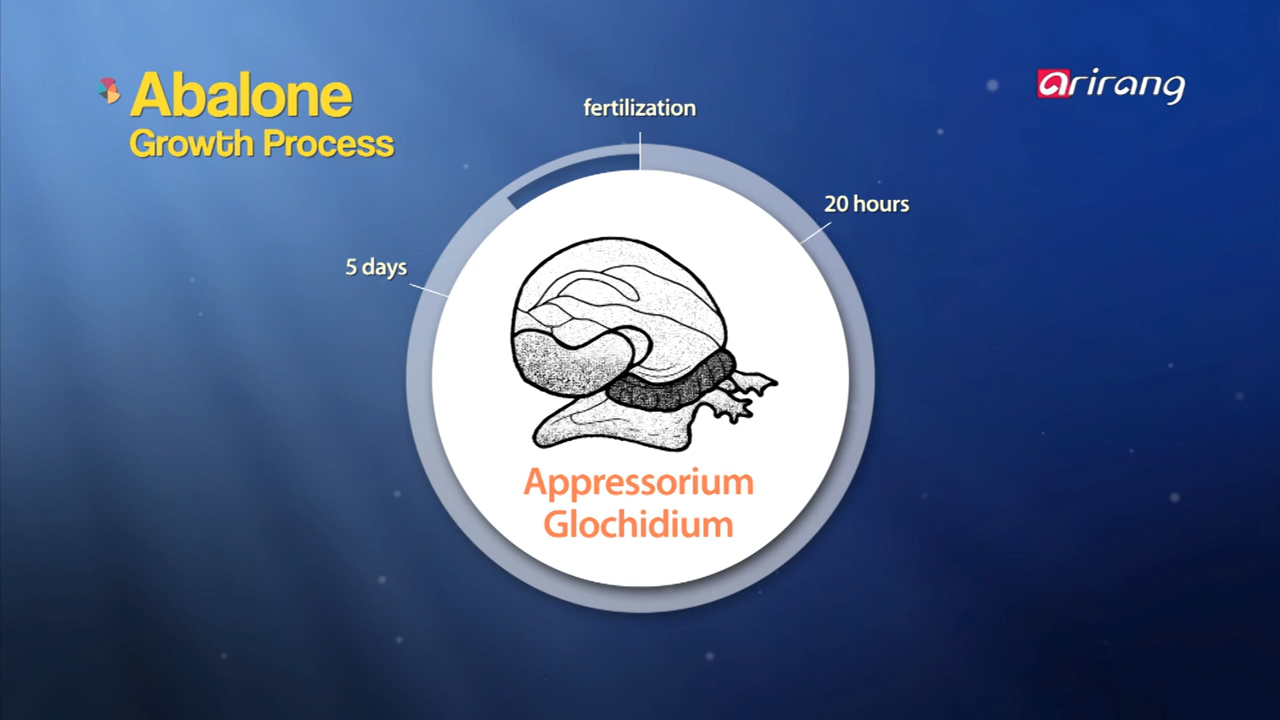 Abalone
Growth Process
arirang
fertilization
20 hours
5 days
Appressorium
Glochidium